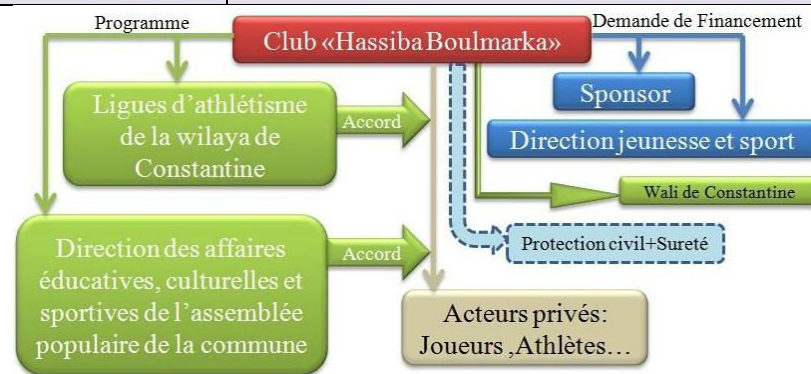 Programme
Club «Hassiba Boulmarka»
Demande de Financement
Ligues d’athlétisme
de la wilaya de
Constantine
Accord
Sponsor
Direction jeunesse et sport
Wali de Constantine
Direction des affaires
éducatives, culturelles et
sportives de l’assemblée
populaire de la commune
Accord
Protection civil+Sureté
Acteurs privés:
Joueurs ,Athlètes…